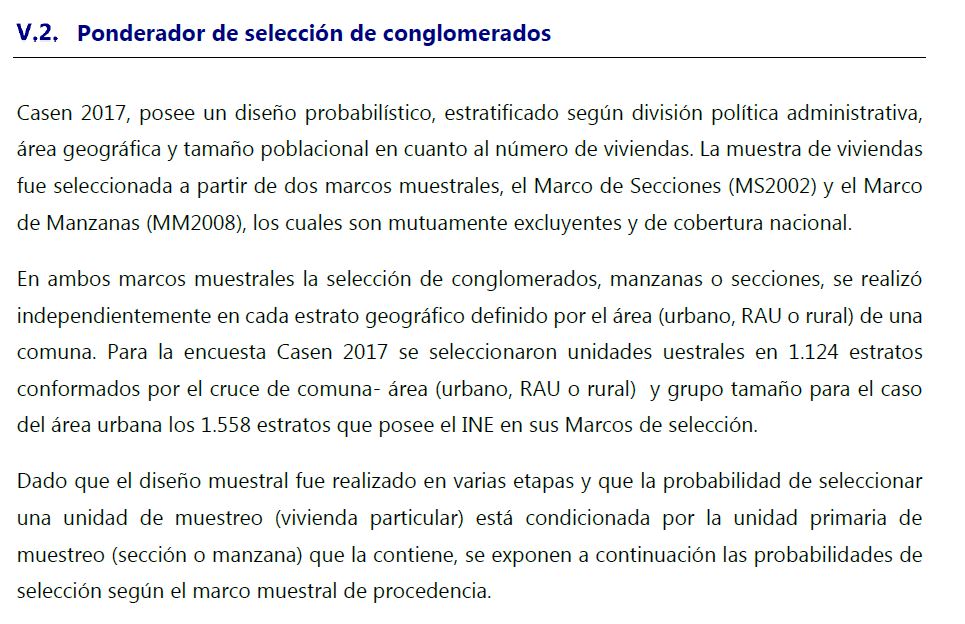 V.2. Ponderador de selección de conglomerados
Casen 2017, posee un diseño probabilístico, estratificado según división política administrativa,
área geográfica y tamaño poblacional en cuanto al número de viviendas. La muestra de viviendas
fue seleccionada a partir de dos marcos muestrales, el Marco de Secciones (MS2002) y el Marco
de Manzanas (MM2008), los cuales son mutuamente excluyentes y de cobertura nacional.
En ambos marcos muestrales la selección de conglomerados, manzanas o secciones, se realizó
independientemente en cada estrato geográfico definido por el área (urbano, RAU o rural) de una
comuna. Para la encuesta Casen 2017 se seleccionaron unidades uestrales en 1.124 estratos
conformados por el cruce de comuna- área (urbano, RAU o rural) y grupo tamaño para el caso
del área urbana los 1.558 estratos que posee el INE en sus Marcos de selección.
Dado que el diseño muestral fue realizado en varias etapas y que la probabilidad de seleccionar
una unidad de muestreo (vivienda particular) está condicionada por la unidad primaria de
muestreo (sección o manzana) que la contiene, se exponen a continuación las probabilidades de
selección según el marco muestral de procedencia.